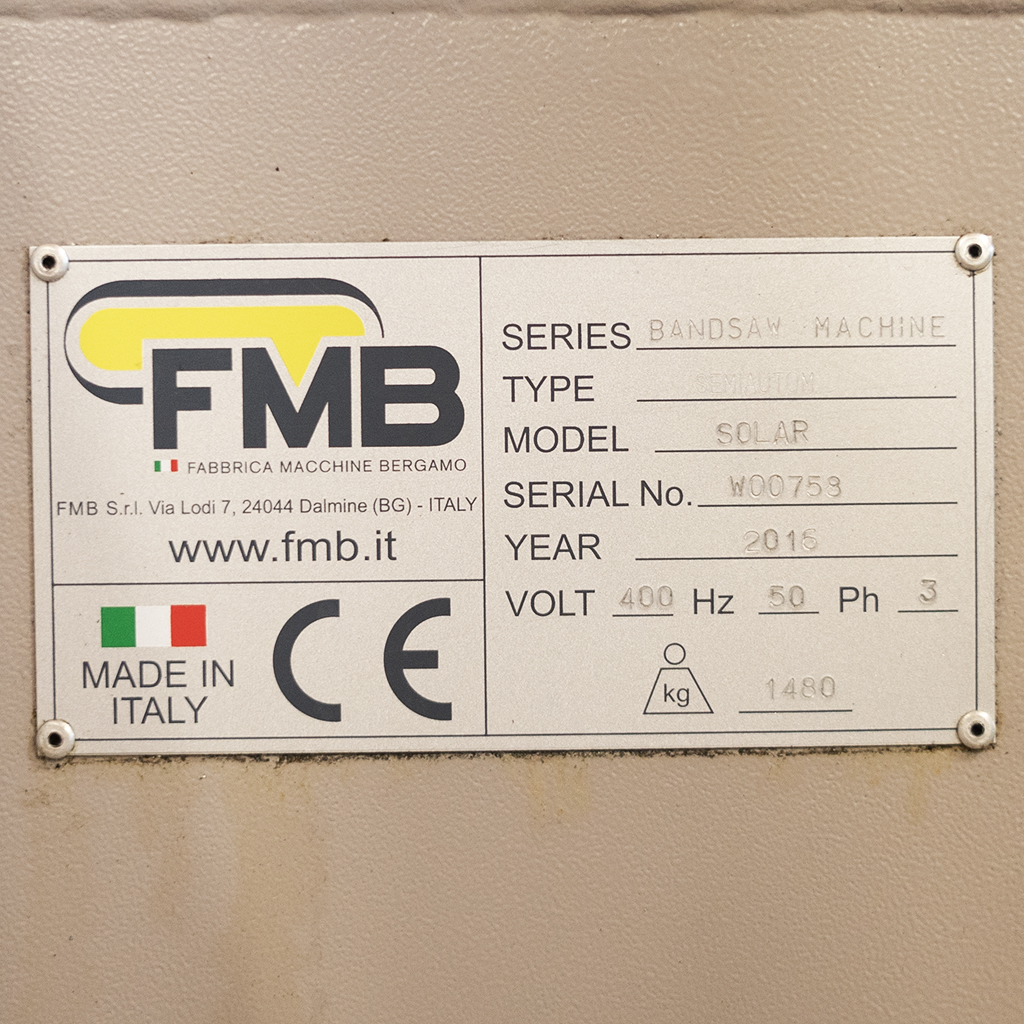 FMB
FABBRICA MACCHINE BERGAMO
FMB S.r.l. Via Lodi 7, 24044 Dalmine (BG) - ITALY
www.fmb.it
MADE IN
ITALY
CE
SERIES BANDSAW MACHINE
TYPE SEMIAUTOM
MODEL SOLAR
SERIAL No. W00758
YEAR 2016
VOLT 400 Hz 50 Ph 3
kg 1480